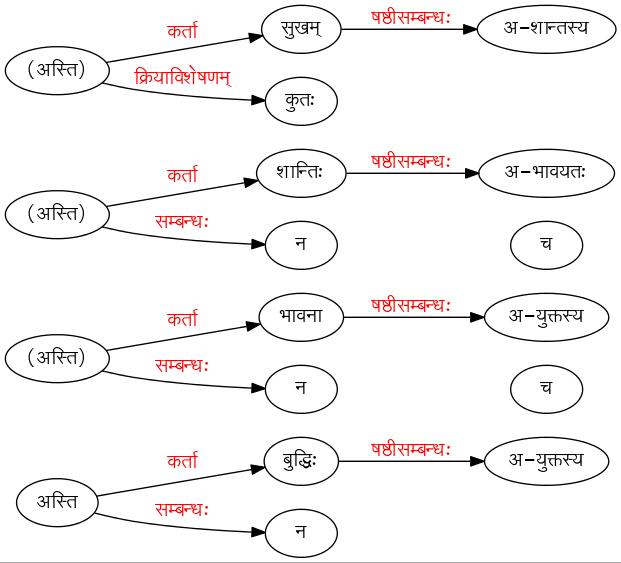 कर्ता
सुखम्
षष्ठीसम्बन्धः
अ-शान्तस्य
(अस्ति)
क्रियाविशेषणम्
कुतः
कर्ता
शान्तिः
षष्ठीसम्बन्धः
अ-भावयतः
(अस्ति)
सम्बन्धः
न
च
कर्ता
भावना
षष्ठीसम्बन्धः
अ-युक्तस्य
(अस्ति)
सम्बन्धः
न
च
कर्ता
बुद्धिः
षष्ठीसम्बन्धः
अ-युक्तस्य
अस्ति
सम्बन्धः
न